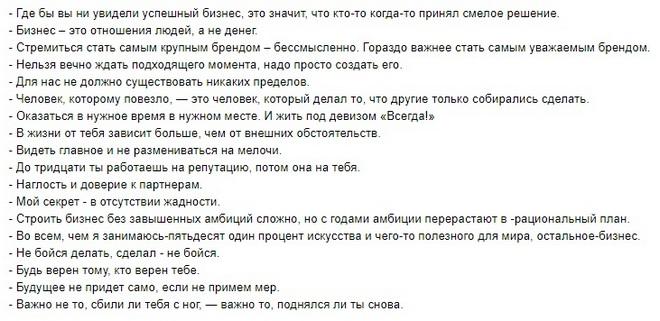 - Где бы вы ни увидели успешный бизнес, это значит, что кто-то когда-то принял смелое решение.
- Бизнес – это отношения людей, а не денег.
- Стремиться стать самым крупным брендом – бессмысленно. Гораздо важнее стать самым уважаемым брендом.
- Нельзя вечно ждать подходящего момента, надо просто создать его.
- Для нас не должно существовать никаких пределов.
- Человек, которому повезло, — это человек, который делал то, что другие только собирались сделать.
- Оказаться в нужное время в нужном месте. И жить под девизом «Всегда!»
- В жизни от тебя зависит больше, чем от внешних обстоятельств.
- Видеть главное и не размениваться на мелочи.
- До тридцати ты работаешь на репутацию, потом она на тебя.
- Наглость и доверие к партнерам.
- Мой секрет - в отсутствии жадности.
- Строить бизнес без завышенных амбиций сложно, но с годами амбиции перерастают в -рациональный план.
- Во всем, чем я занимаюсь-пятьдесят один процент искусства и чего-то полезного для мира, остальное-бизнес.
- Не бойся делать, сделал - не бойся.
- Будь верен тому, кто верен тебе.
- Будущее не придет само, если не примем мер.
- Важно не то, сбили ли тебя с ног, — важно то, поднялся ли ты снова.